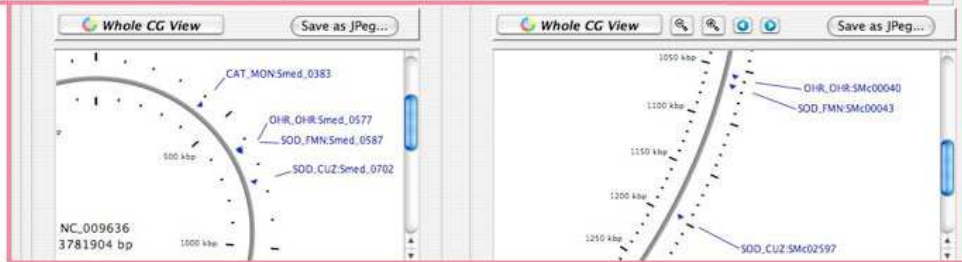 Whole CG View
Save as JPeg...
CAT_MON:Smed_0383
OHR_OHR:Smed_0577
SOD_FMN:Smed_0587
SOD_CUZ:Smed_0702
500 kbp
1000 kbp
NC_009636
3781904 bp
Whole CG View
Save as JPeg...
1050 kbp
OHR_OHR:SMc00040
SOD_FMN:SMc00043
1100 kbp
1150 kbp
1200 kbp
1250 kbp
SOD_CUZ:SMc02597